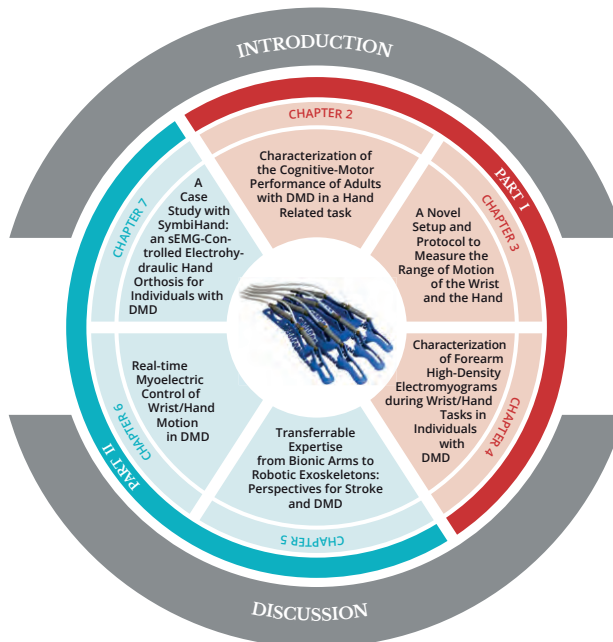 INTRODUCTION
PART I
CHAPTER 2
Characterization of
the Cognitive-Motor
Performance of Adults
with DMD in a Hand
Related task
CHAPTER 3
A Novel
Setup and
Protocol to
Measure the
Range of Motion
of the Wrist
and the Hand
CHAPTER 4
Characterization
of Forearm
High-Density
Electromyograms
during Wrist/Hand
Tasks in
Individuals
with
DMD
PART II
CHAPTER 5
Transferrable
Expertise
from Bionic Arms to
Robotic Exoskeletons:
Perspectives for Stroke
and DMD
CHAPTER 6
Real-time
Myoelectric
Control of
Wrist/Hand
Motion
in DMD
CHAPTER 7
A
Case
Study with
SymbiHand:
an sEMG-Con-
trolled Electrohy-
draulic Hand
Orthosis for
Individuals with
DMD
DISCUSSION